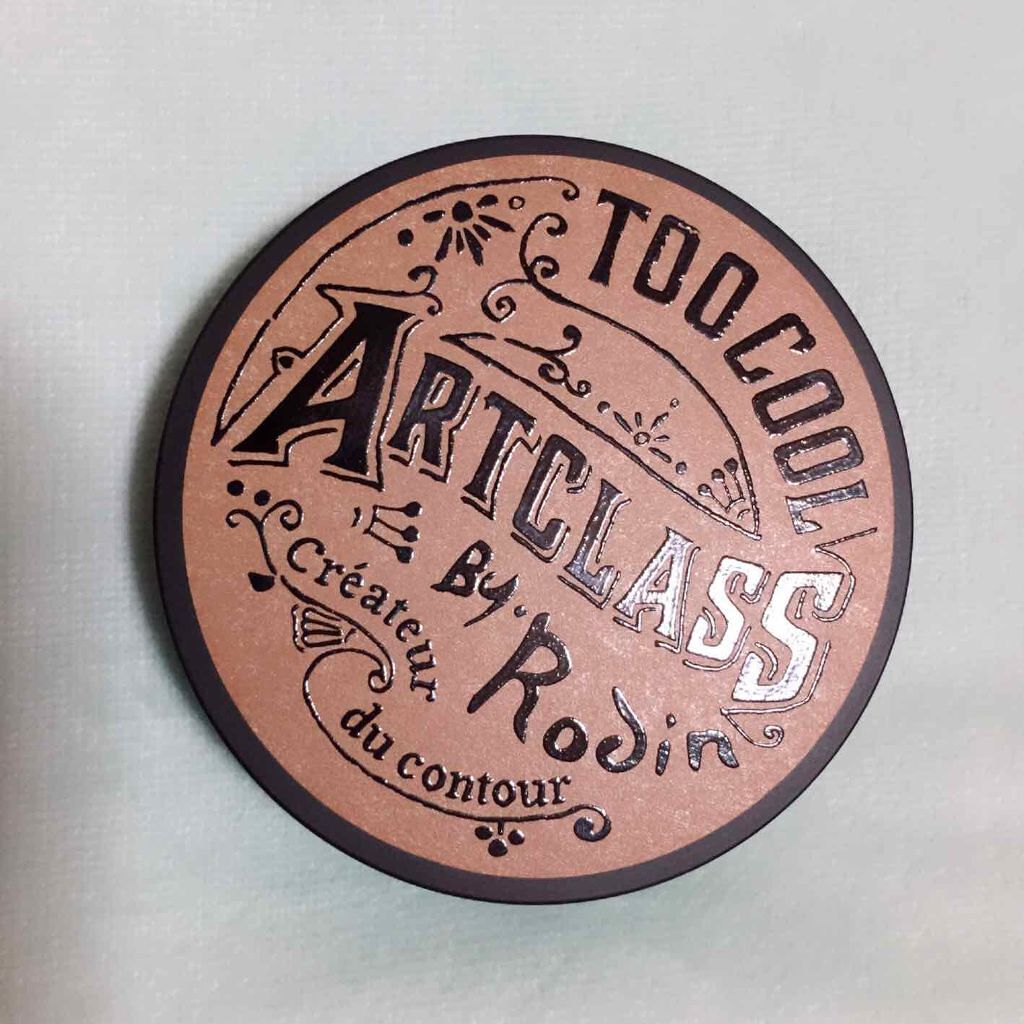 TOO COOL
ARTCLASS
By. Rodin
Créateur
du contour